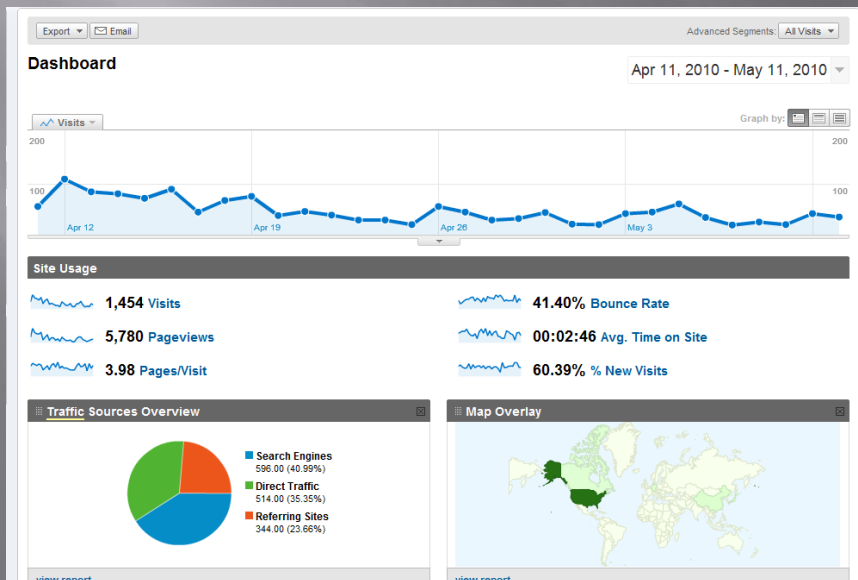 Export Email Advanced Segments: All Visits
Dashboard
Apr 11, 2010 - May 11, 2010
Visits Graph by:
200 200
100 100
Apr 12 Apr 19 Apr 26 May 3
Site Usage
1,454 Visits
41.40% Bounce Rate
5,780 Pageviews
00:02:46 Avg. Time on Site
3.98 Pages/Visit
60.39% % New Visits
Traffic Sources Overview
Search Engines
596.00 (40.99%)
Direct Traffic
514.00 (35.35%)
Referring Sites
344.00 (23.66%)
view report
Map Overlay
view report